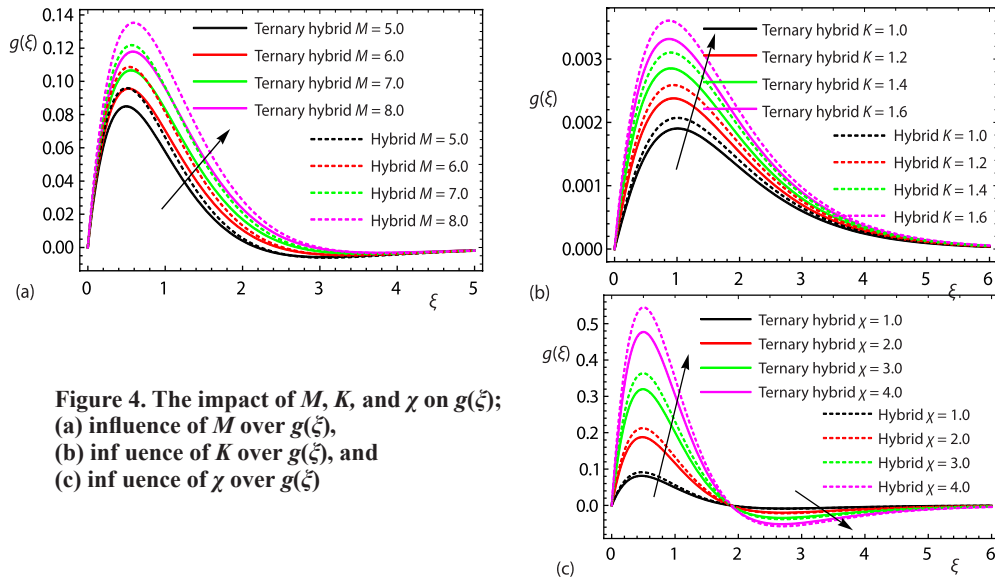 0.14
0.12
0.10
0.08
0.06
0.04
0.02
0.00
g(ξ)
Ternary hybrid M = 5.0
Ternary hybrid M = 6.0
Ternary hybrid M = 7.0
Ternary hybrid M = 8.0
Hybrid M = 5.0
Hybrid M = 6.0
Hybrid M = 7.0
Hybrid M = 8.0
0 1 2 3 4 5
ξ
(a)
0.003
0.002
0.001
0.000
g(ξ)
Ternary hybrid K = 1.0
Ternary hybrid K = 1.2
Ternary hybrid K = 1.4
Ternary hybrid K = 1.6
Hybrid K = 1.0
Hybrid K = 1.2
Hybrid K = 1.4
Hybrid K = 1.6
0 1 2 3 4 5 6
ξ
(b)
0.5
0.4
0.3
0.2
0.1
0.0
g(ξ)
Ternary hybrid χ = 1.0
Ternary hybrid χ = 2.0
Ternary hybrid χ = 3.0
Ternary hybrid χ = 4.0
Hybrid χ = 1.0
Hybrid χ = 2.0
Hybrid χ = 3.0
Hybrid χ = 4.0
0 1 2 3 4 5 6
ξ
(c)
Figure 4. The impact of M, K, and χ on g(ξ);
(a) influence of M over g(ξ),
(b) inf uence of K over g(ξ), and
(c) inf uence of χ over g(ξ)